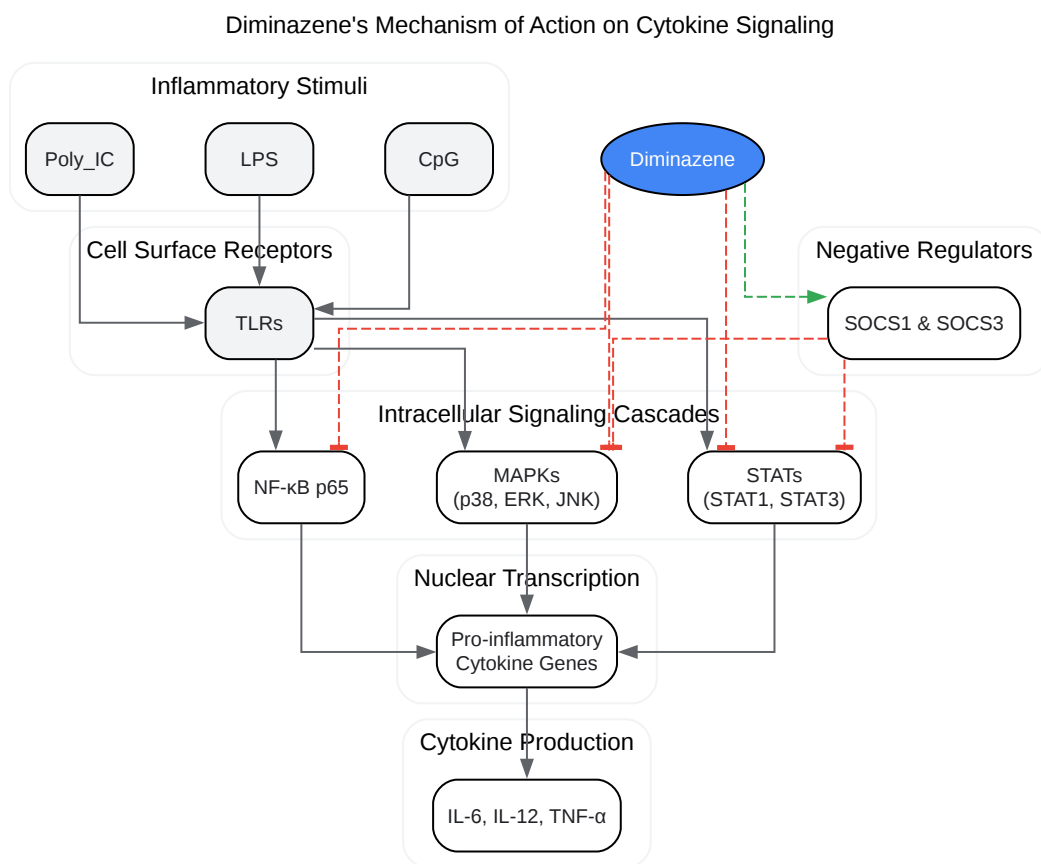 Diminazene's Mechanism of Action on Cytokine Signaling
Inflammatory Stimuli
Poly_IC
LPS
CpG
Diminazene
Cell Surface Receptors
Negative Regulators
TLRs
SOCS1 & SOCS3
Intracellular Signaling Cascades
NF-κB p65
MAPKs
(p38, ERK, JNK)
STATs
(STAT1, STAT3)
Nuclear Transcription
Pro-inflammatory
Cytokine Genes
Cytokine Production
IL-6, IL-12, TNF-α